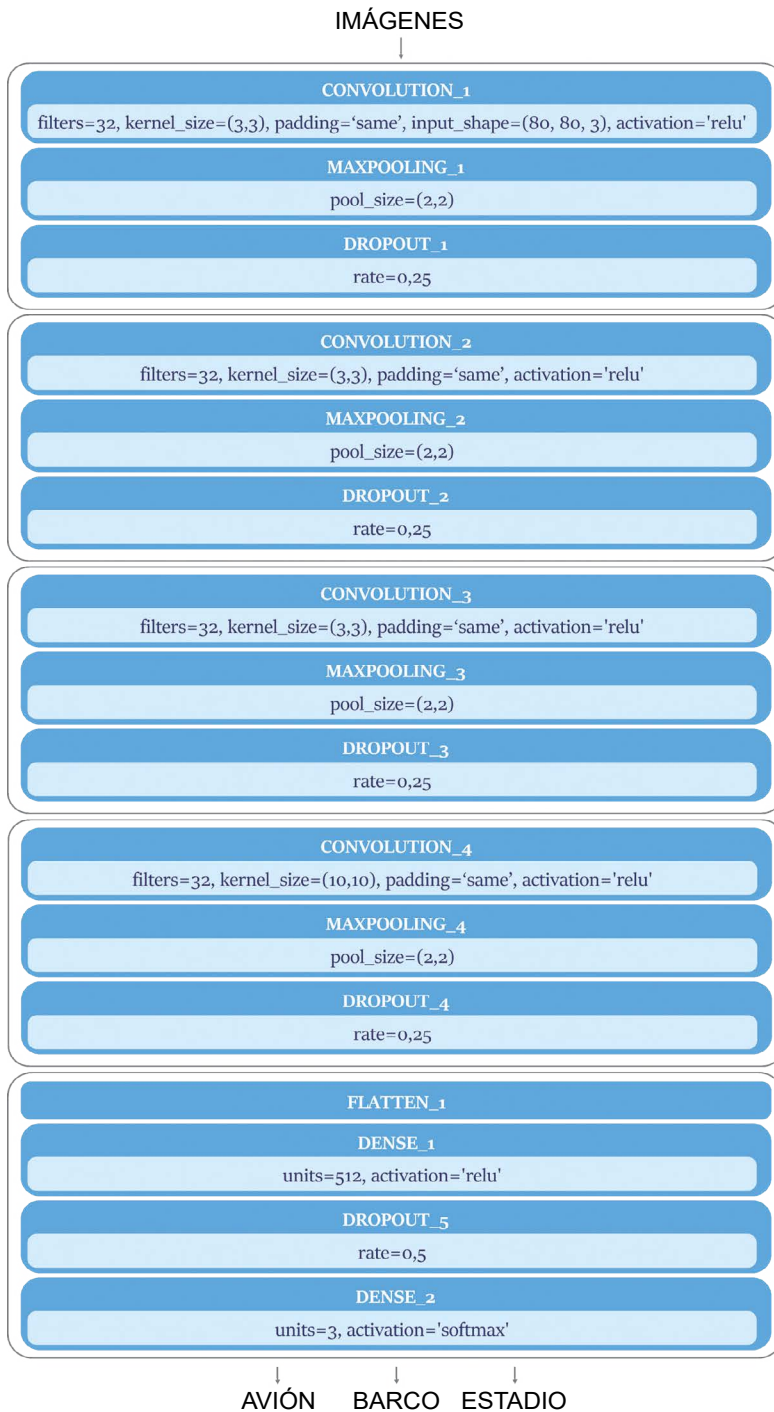 IMÁGENES
CONVOLUTION_1
filters=32, kernel_size=(3,3), padding=‘same’, input_shape=(80, 80, 3), activation='relu'
MAXPOOLING_1
pool_size=(2,2)
DROPOUT_1
rate=0,25
CONVOLUTION_2
filters=32, kernel_size=(3,3), padding=‘same’, activation='relu'
MAXPOOLING_2
pool_size=(2,2)
DROPOUT_2
rate=0,25
CONVOLUTION_3
filters=32, kernel_size=(3,3), padding=‘same’, activation='relu'
MAXPOOLING_3
pool_size=(2,2)
DROPOUT_3
rate=0,25
CONVOLUTION_4
filters=32, kernel_size=(10,10), padding=‘same’, activation='relu'
MAXPOOLING_4
pool_size=(2,2)
DROPOUT_4
rate=0,25
FLATTEN_1
DENSE_1
units=512, activation='relu'
DROPOUT_5
rate=0,5
DENSE_2
units=3, activation='softmax'
AVIÓN BARCO ESTADIO